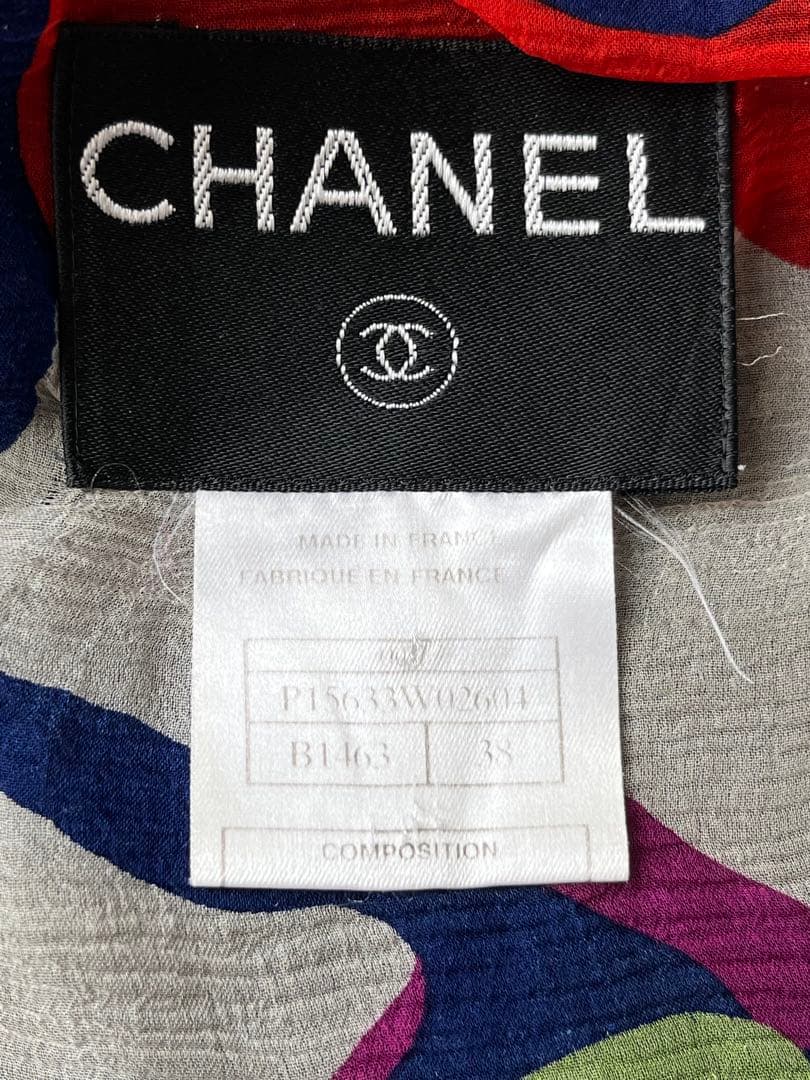 CHANEL
MADE IN FRANCE
FABRIQUE EN FRANCE
P15633W02604
B1463 38
COMPOSITION